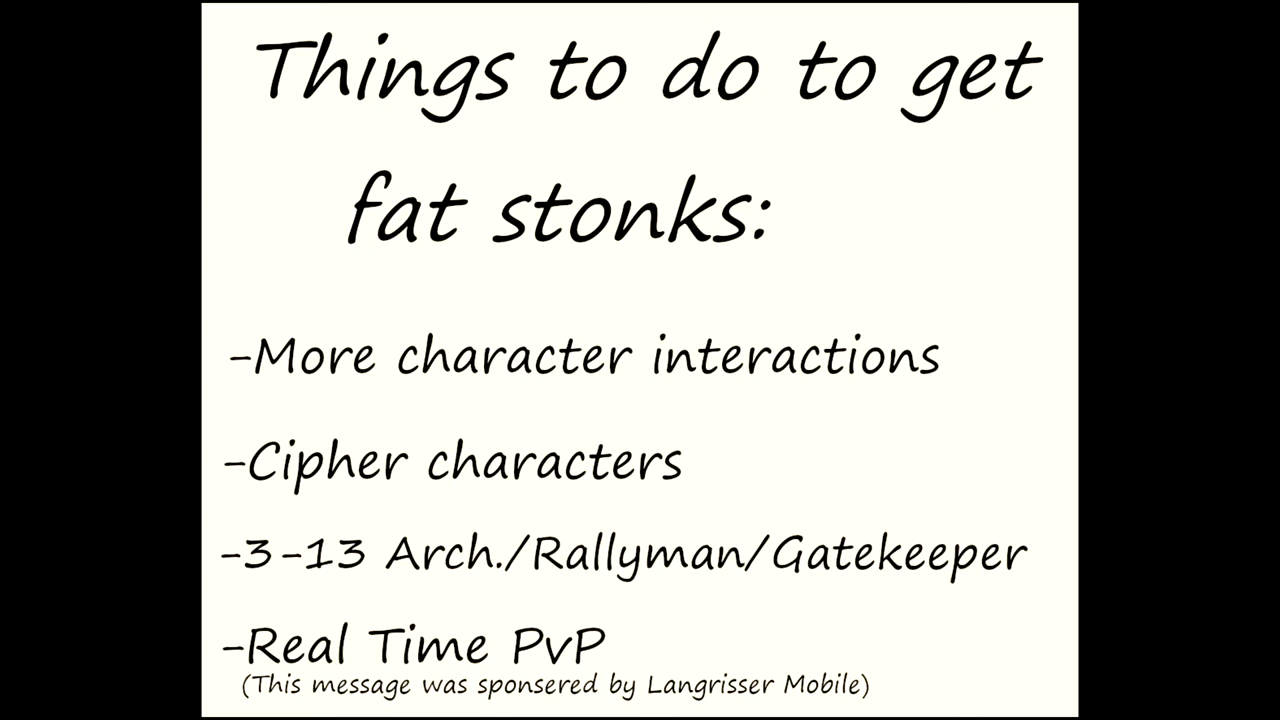 Things to do to get
fat stonks:
-More character interactions
-Cipher characters
-3-13 Arch./Rallyman/Gatekeeper
-Real Time PvP
(This message was sponsered by Langrisser Mobile)